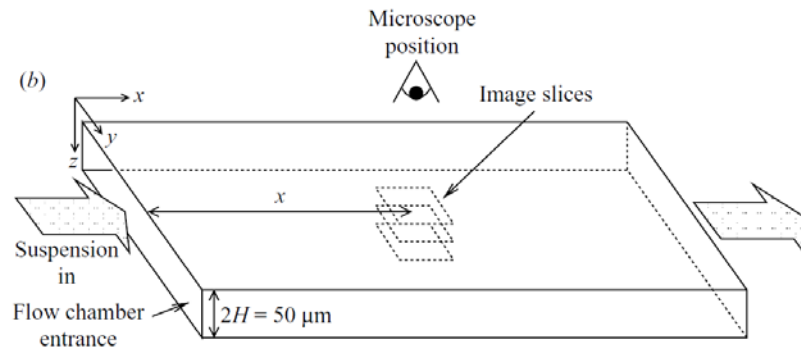 Microscope
position
(b)
x
Image slices
y
z
x
Suspension
in
Flow chamber
entrance
2H = 50 μm